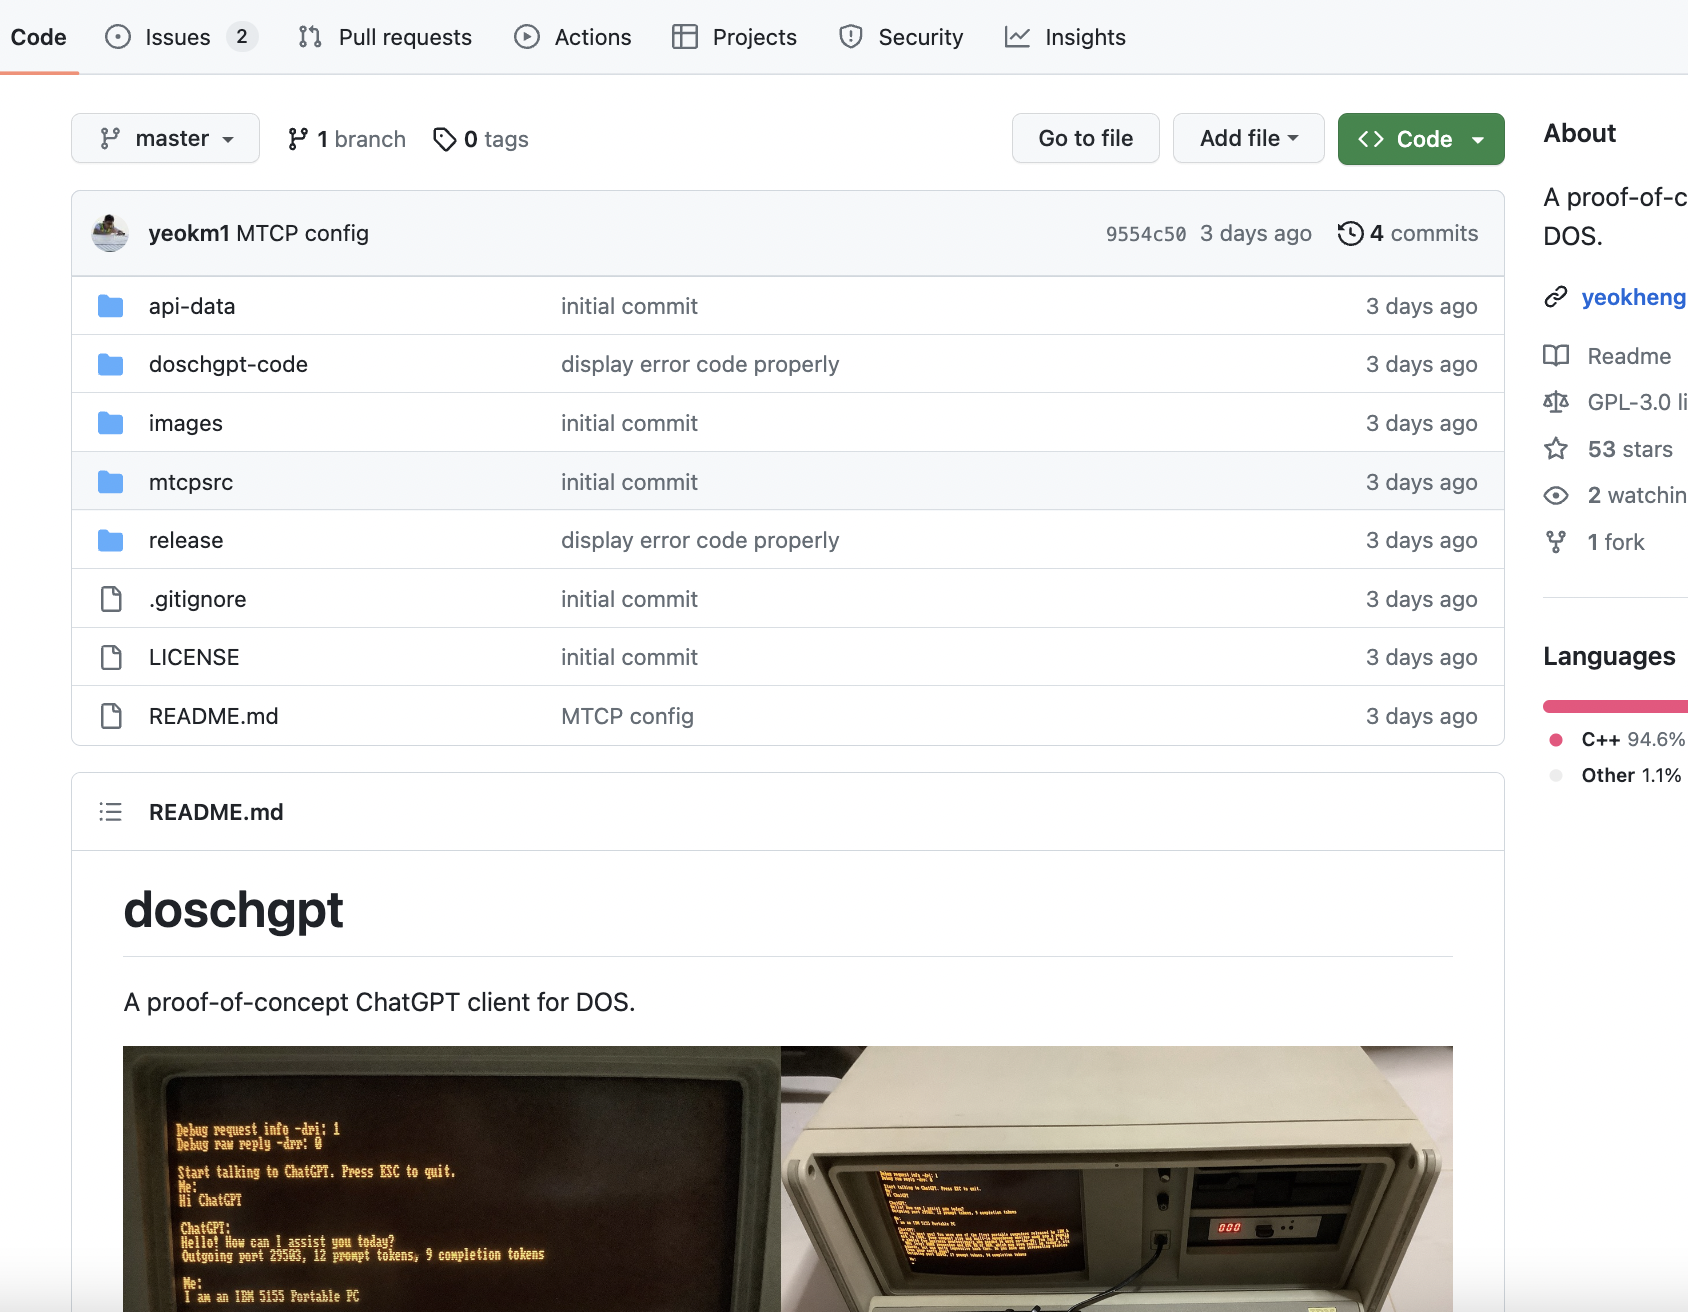 Code Issues 2 Pull requests Actions Projects Security Insights
master 1 branch 0 tags Go to file Add file Code
yeokm1 MTCP config 9554c50 3 days ago 4 commits
api-data initial commit 3 days ago
doschgpt-code display error code properly 3 days ago
images initial commit 3 days ago
mtcpsrc initial commit 3 days ago
release display error code properly 3 days ago
.gitignore initial commit 3 days ago
LICENSE initial commit 3 days ago
README.md MTCP config 3 days ago
README.md
doschgpt
A proof-of-concept ChatGPT client for DOS.
Debug request info -dri: 1
Debug raw reply -drr: 0
Start talking to ChatGPT. Press ESC to quit.
Me:
Hi ChatGPT
ChatGPT:
Hello! How can I assist you today?
Outgoing port 29503, 12 prompt tokens, 9 completion tokens
Me:
I am an IBM 5155 Portable PC
000
About
A proof-of-c
DOS.
yeokheng
Readme
GPL-3.0 li
53 stars
2 watchin
1 fork
Languages
C++ 94.6%
Other 1.1%